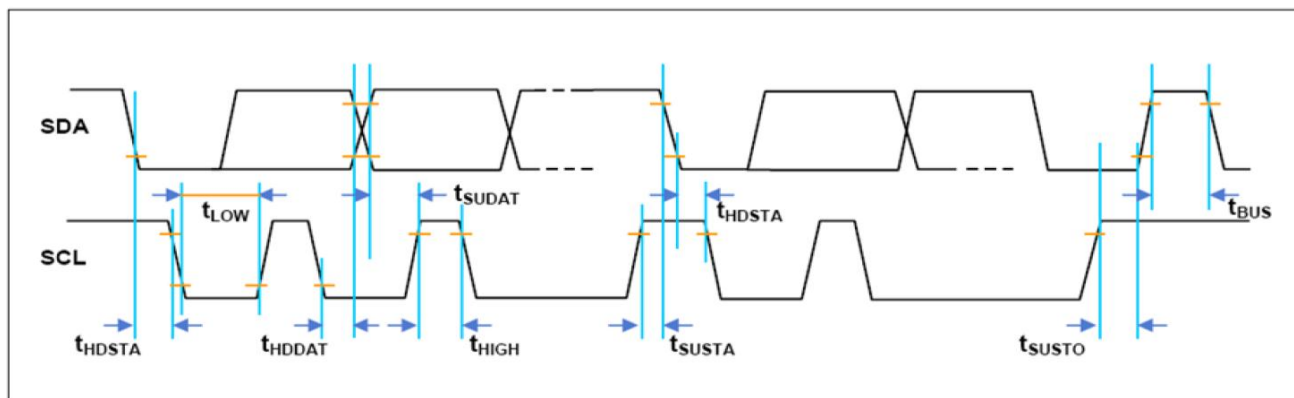 SDA
tSUDAT
tHDSTA
tBUS
tLOW
SCL
tHDSTA
tHDDAT
tHIGH
tSUSTA
tSUSTO